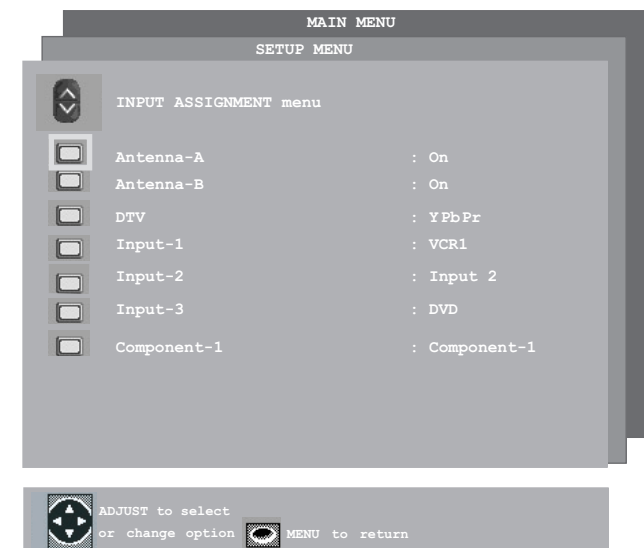 MAIN MENU
SETUP MENU
INPUT ASSIGNMENT menu
Antenna-A : On
Antenna-B : On
DTV : YPbPr
Input-1 : VCR1
Input-2 : Input 2
Input-3 : DVD
Component-1 : Component-1
ADJUST to select
or change option MENU to return